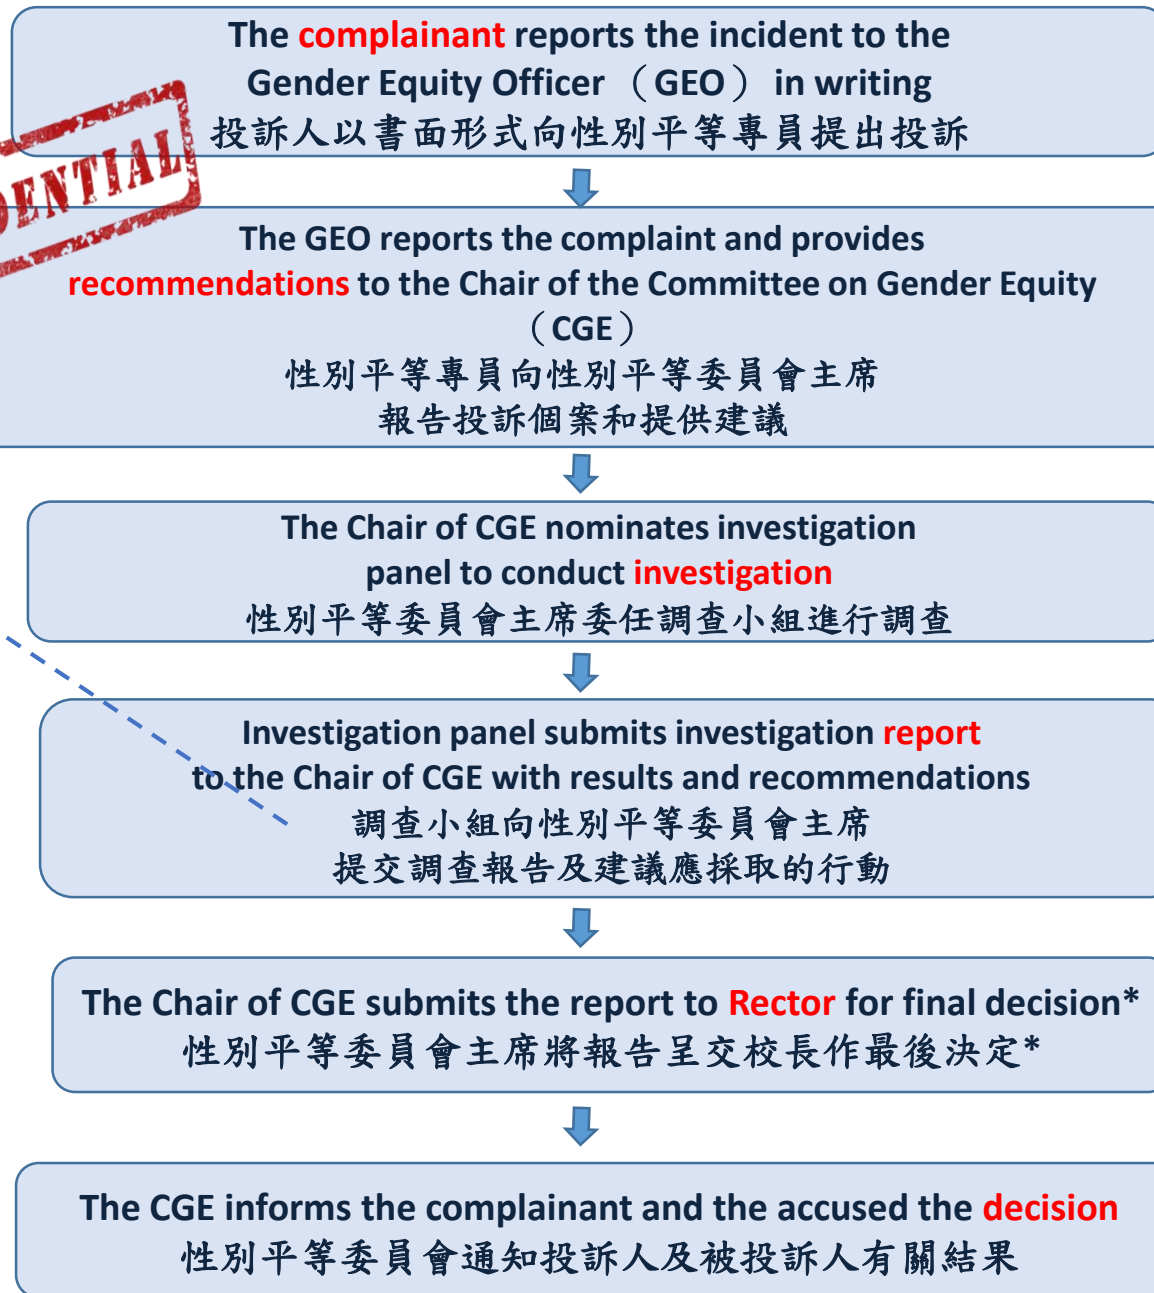 The complainant reports the incident to the
Gender Equity Officer （GEO）in writing
投訴人以書面形式向性別平等專員提出投訴
DENTIAL
The GEO reports the complaint and provides
recommendations to the Chair of the Committee on Gender Equity
（CGE）
性別平等專員向性別平等委員會主席
報告投訴個案和提供建議
The Chair of CGE nominates investigation
panel to conduct investigation
性別平等委員會主席委任調查小組進行調查
Investigation panel submits investigation report
to the Chair of CGE with results and recommendations
調查小組向性別平等委員會主席
提交調查報告及建議應採取的行動
The Chair of CGE submits the report to Rector for final decision*
性別平等委員會主席將報告呈交校長作最後決定*
The CGE informs the complainant and the accused the decision
性別平等委員會通知投訴人及被投訴人有關結果